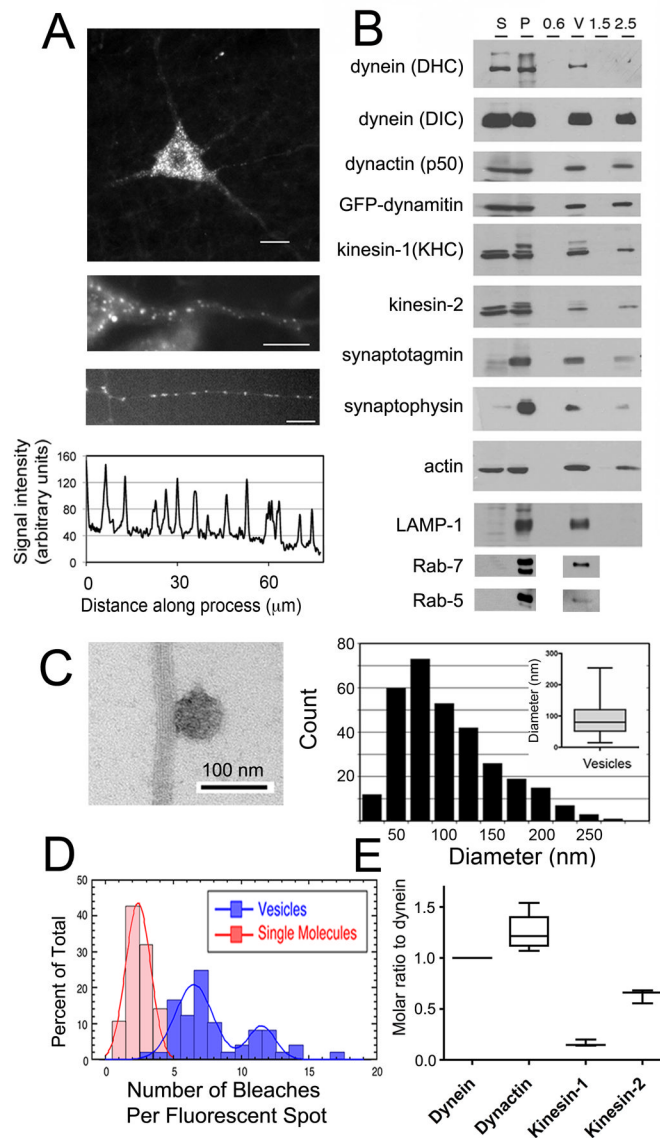 A
160
120
80
40
0
Signal intensity
(arbitrary units)
0 30 60
Distance along process (μm)
B
S P 0.6 V 1.5 2.5
dynein (DHC)
dynein (DIC)
dynactin (p50)
GFP-dynamitin
kinesin-1(KHC)
kinesin-2
synaptotagmin
synaptophysin
actin
LAMP-1
Rab-7
Rab-5
C
100 nm
80
60
40
20
Count
50 100 150 200 250
Diameter (nm)
300
200
100
0
Diameter (nm)
Vesicles
D
50
40
30
20
10
0
Percent of Total
Vesicles
Single Molecules
0 5 10 15 20
Number of Bleaches
Per Fluorescent Spot
E
1.5
1.0
0.5
0.0
Molar ratio to dynein
Dynein
Dynactin
Kinesin-1
Kinesin-2